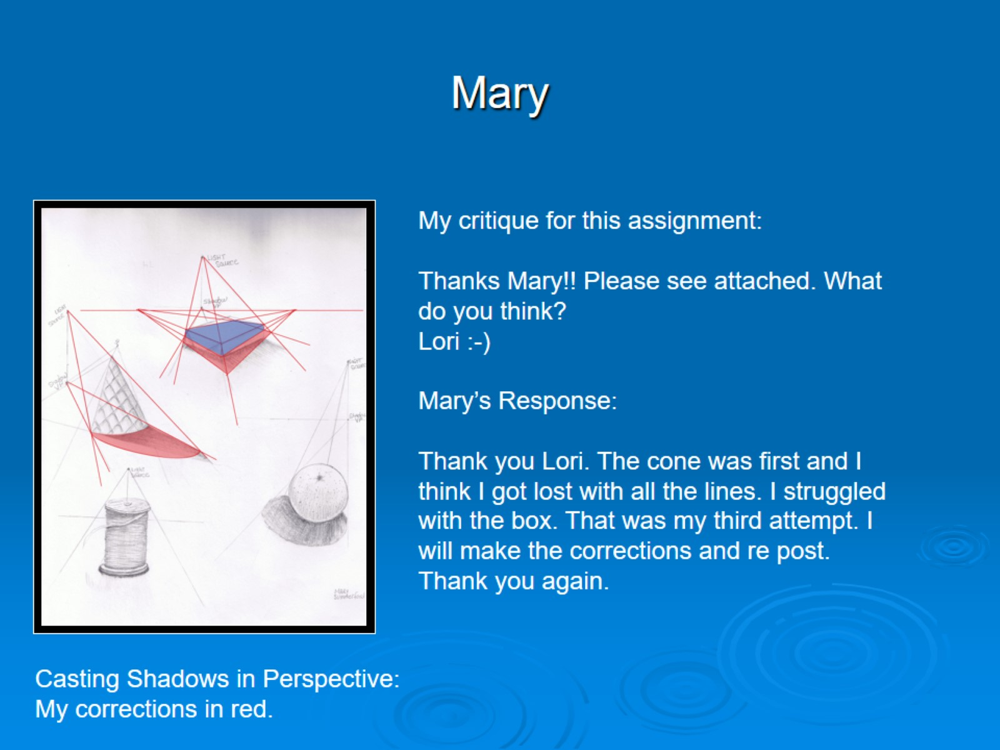 Mary
My critique for this assignment:
Thanks Mary!! Please see attached. What
do you think?
Lori :-)
Mary’s Response:
Thank you Lori. The cone was first and I
think I got lost with all the lines. I struggled
with the box. That was my third attempt. I
will make the corrections and re post.
Thank you again.
LIGHT
SOURCE
Shadow
VP
LIGHT
Source
Shadow
VP
LIGHT
Source
Shadow
VP
LIGHT
SOURCE
MARY
Casting Shadows in Perspective:
My corrections in red.